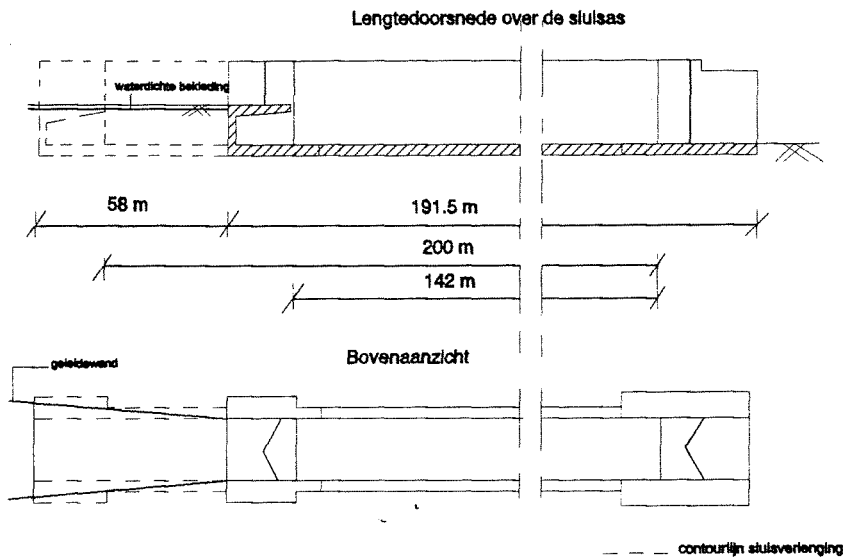 Lengtedoorsnede over de sluisas
waterdichte bekleding
58 m
191.5 m
200 m
142 m
Bovenaanzicht
geleidewand
contourlijn sluisverlenging